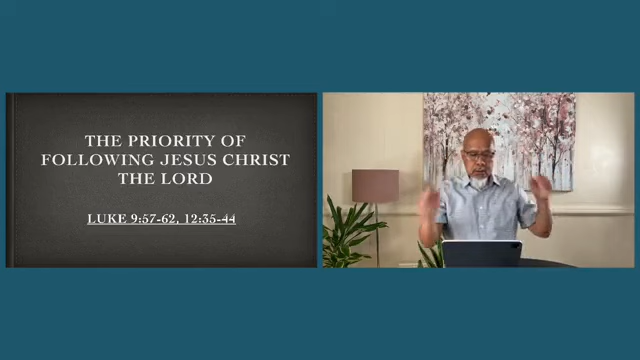 THE PRIORITY OF
FOLLOWING JESUS CHRIST
THE LORD
LUKE 9:57-62, 12:35-44